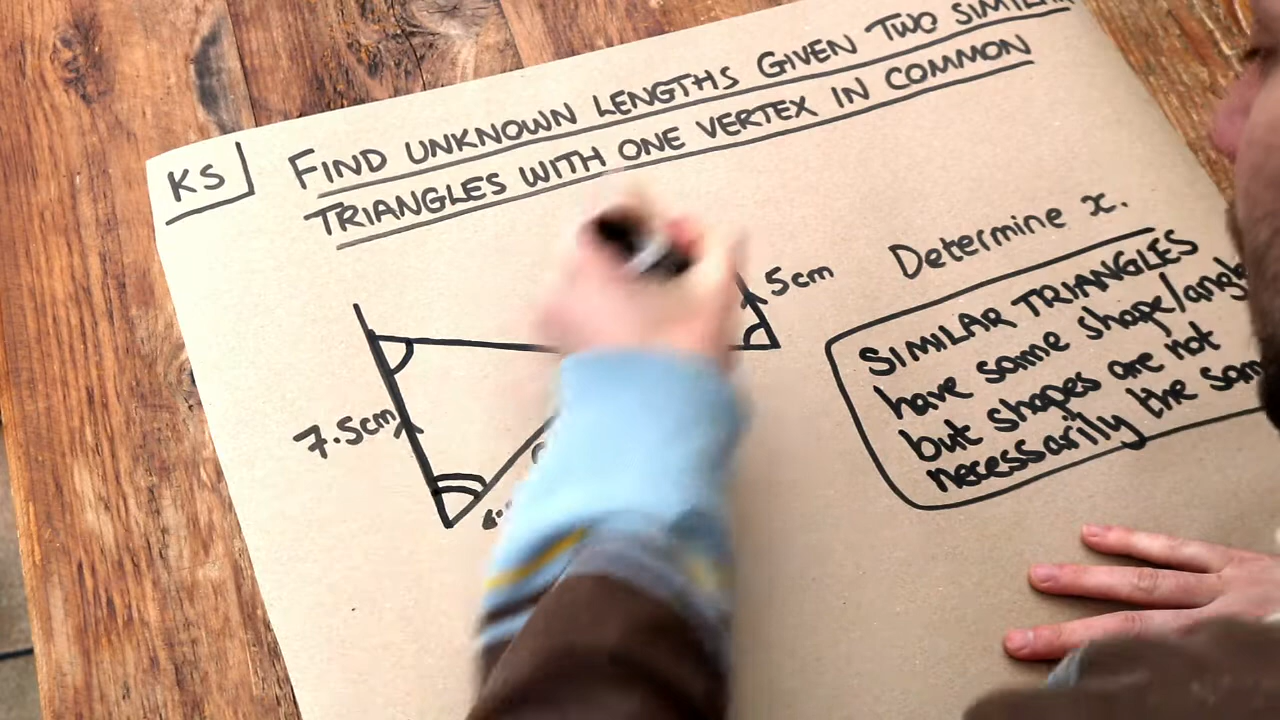 KS
FIND UNKNOWN LENGTHS GIVEN TWO SIMILAR
TRIANGLES WITH ONE VERTEX IN COMMON
Determine x.
5cm
7.5cm
SIMILAR TRIANGLES
have same shape/angle
but shapes are not
necessarily the same